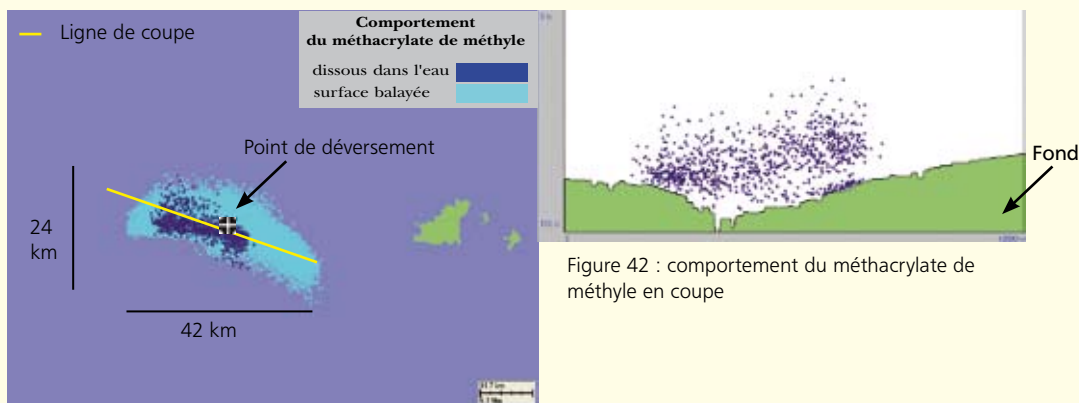 Ligne de coupe
Comportement
du méthacrylate de méthyle
dissous dans l'eau
surface balayée
Point de déversement
24
km
42 km
Fond
Figure 42 : comportement du méthacrylate de
méthyle en coupe